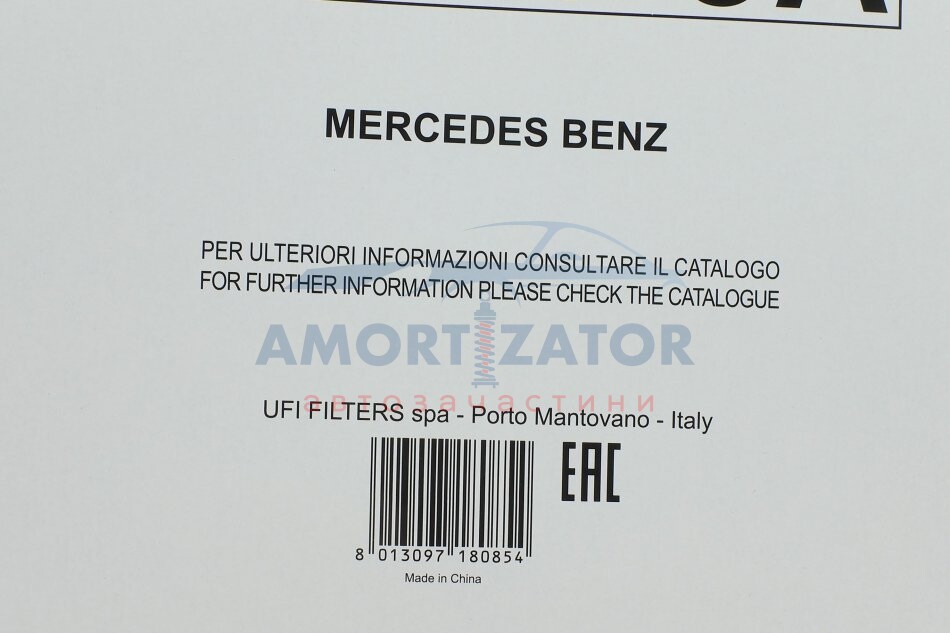 MERCEDES BENZ
PER ULTERIORI INFORMAZIONI CONSULTARE IL CATALOGO
FOR FURTHER INFORMATION PLEASE CHECK THE CATALOGUE
AMORTIZATOR
автозачастини
UFI FILTERS spa - Porto Mantovano - Italy
EAC
8 013097 180854
Made in China